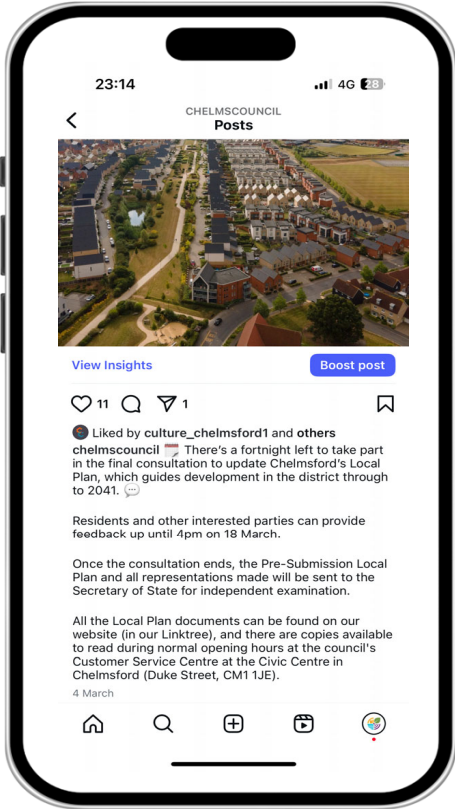 23:14
4G 28
CHELMSCOUNCIL
Posts
View Insights
Boost post
11
1
Liked by culture_chelmsford1 and others
chelmscouncil 🗓️ There's a fortnight left to take part
in the final consultation to update Chelmsford's Local
Plan, which guides development in the district through
to 2041. 💬
Residents and other interested parties can provide
feedback up until 4pm on 18 March.
Once the consultation ends, the Pre-Submission Local
Plan and all representations made will be sent to the
Secretary of State for independent examination.
All the Local Plan documents can be found on our
website (in our Linktree), and there are copies available
to read during normal opening hours at the council's
Customer Service Centre at the Civic Centre in
Chelmsford (Duke Street, CM1 1JE).
4 March